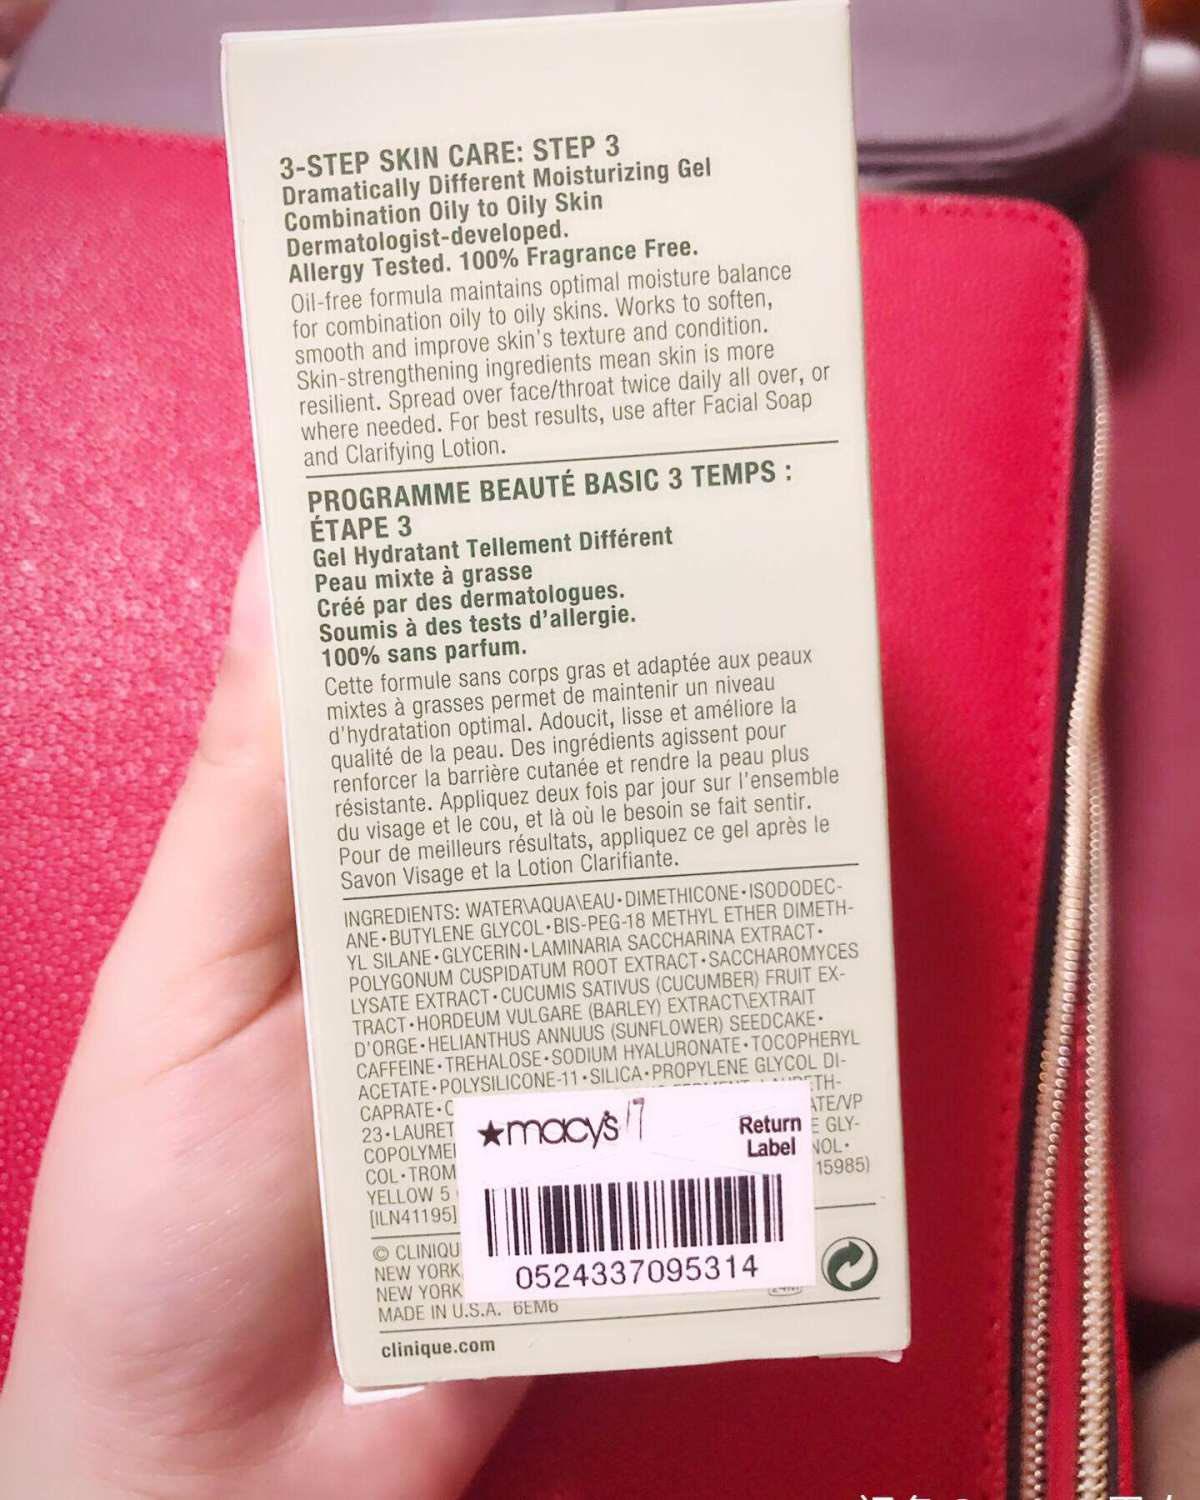 3-STEP SKIN CARE: STEP 3
Dramatically Different Moisturizing Gel
Combination Oily to Oily Skin
Dermatologist-developed.
Allergy Tested. 100% Fragrance Free.
Oil-free formula maintains optimal moisture balance
for combination oily to oily skins. Works to soften,
smooth and improve skin's texture and condition.
Skin-strengthening ingredients mean skin is more
resilient. Spread over face/throat twice daily all over, or
where needed. For best results, use after Facial Soap
and Clarifying Lotion.
PROGRAMME BEAUTÉ BASIC 3 TEMPS :
ÉTAPE 3
Gel Hydratant Tellement Différent
Peau mixte à grasse
Créé par des dermatologues.
Soumis à des tests d'allergie.
100% sans parfum.
Cette formule sans corps gras et adaptée aux peaux
mixtes à grasses permet de maintenir un niveau
d'hydratation optimal. Adoucit, lisse et améliore la
qualité de la peau. Des ingrédients agissent pour
renforcer la barrière cutanée et rendre la peau plus
résistante. Appliquez deux fois par jour sur l'ensemble
du visage et le cou, et là où le besoin se fait sentir.
Pour de meilleurs résultats, appliquez ce gel après le
Savon Visage et la Lotion Clarifiante.
INGREDIENTS: WATER\AQUA\EAU•DIMETHICONE•ISODODEC-
ANE•BUTYLENE GLYCOL•BIS-PEG-18 METHYL ETHER DIMETH-
YL SILANE•GLYCERIN•LAMINARIA SACCHARINA EXTRACT•
POLYGONUM CUSPIDATUM ROOT EXTRACT•SACCHAROMYCES
LYSATE EXTRACT•CUCUMIS SATIVUS (CUCUMBER) FRUIT EX-
TRACT•HORDEUM VULGARE (BARLEY) EXTRACT\EXTRAIT
D'ORGE•HELIANTHUS ANNUUS (SUNFLOWER) SEEDCAKE•
CAFFEINE•TREHALOSE•SODIUM HYALURONATE•TOCOPHERYL
ACETATE•POLYSILICONE-11•SILICA•PROPYLENE GLYCOL DI-
CAPRATE•
23•LAURET
COPOLYME E GLY-
COL•TROM NOL•
YELLOW 5 15985)
[ILN41195]
macy's 17
Return
Label
0524337095314
© CLINIQU
NEW YORK
NEW YORK
MADE IN U.S.A. 6EM6
clinique.com